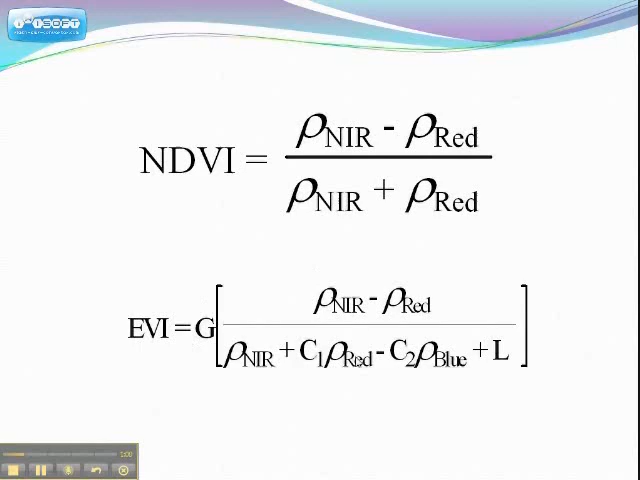 NDVI = ρNIR - ρRed
ρNIR + ρRed
EVI = G[ρNIR - ρRed
ρNIR + C1ρRed - C2ρBlue + L]